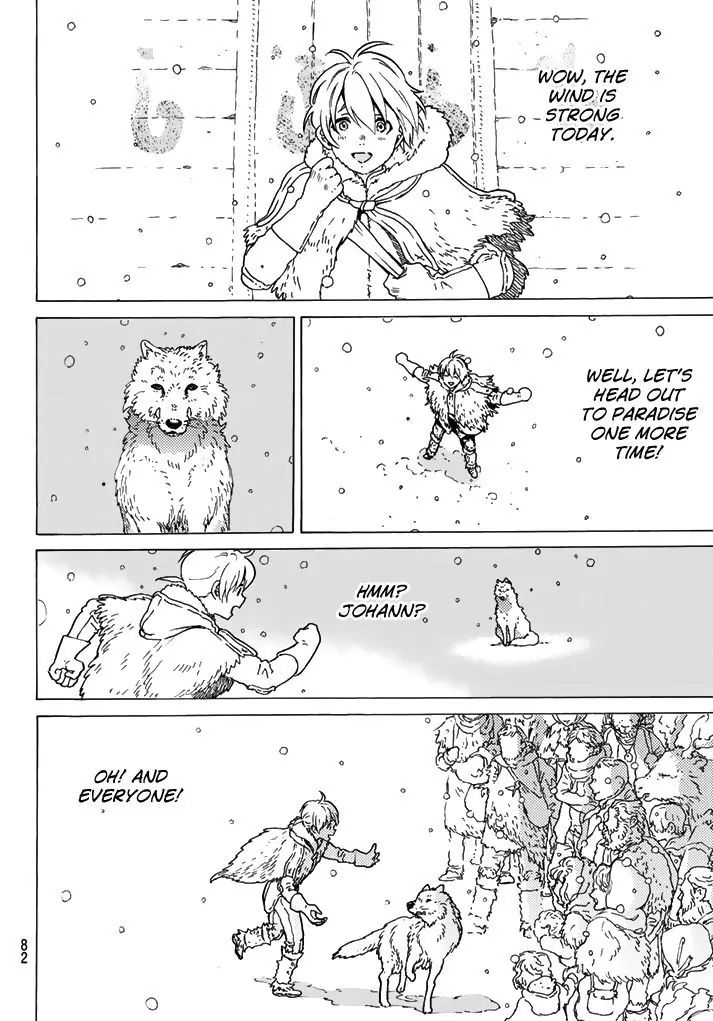 WOW, THE
WIND IS
STRONG
TODAY.
WELL, LET'S
HEAD OUT
TO PARADISE
ONE MORE
TIME!
HMM?
JOHANN?
OH! AND
EVERYONE!
82